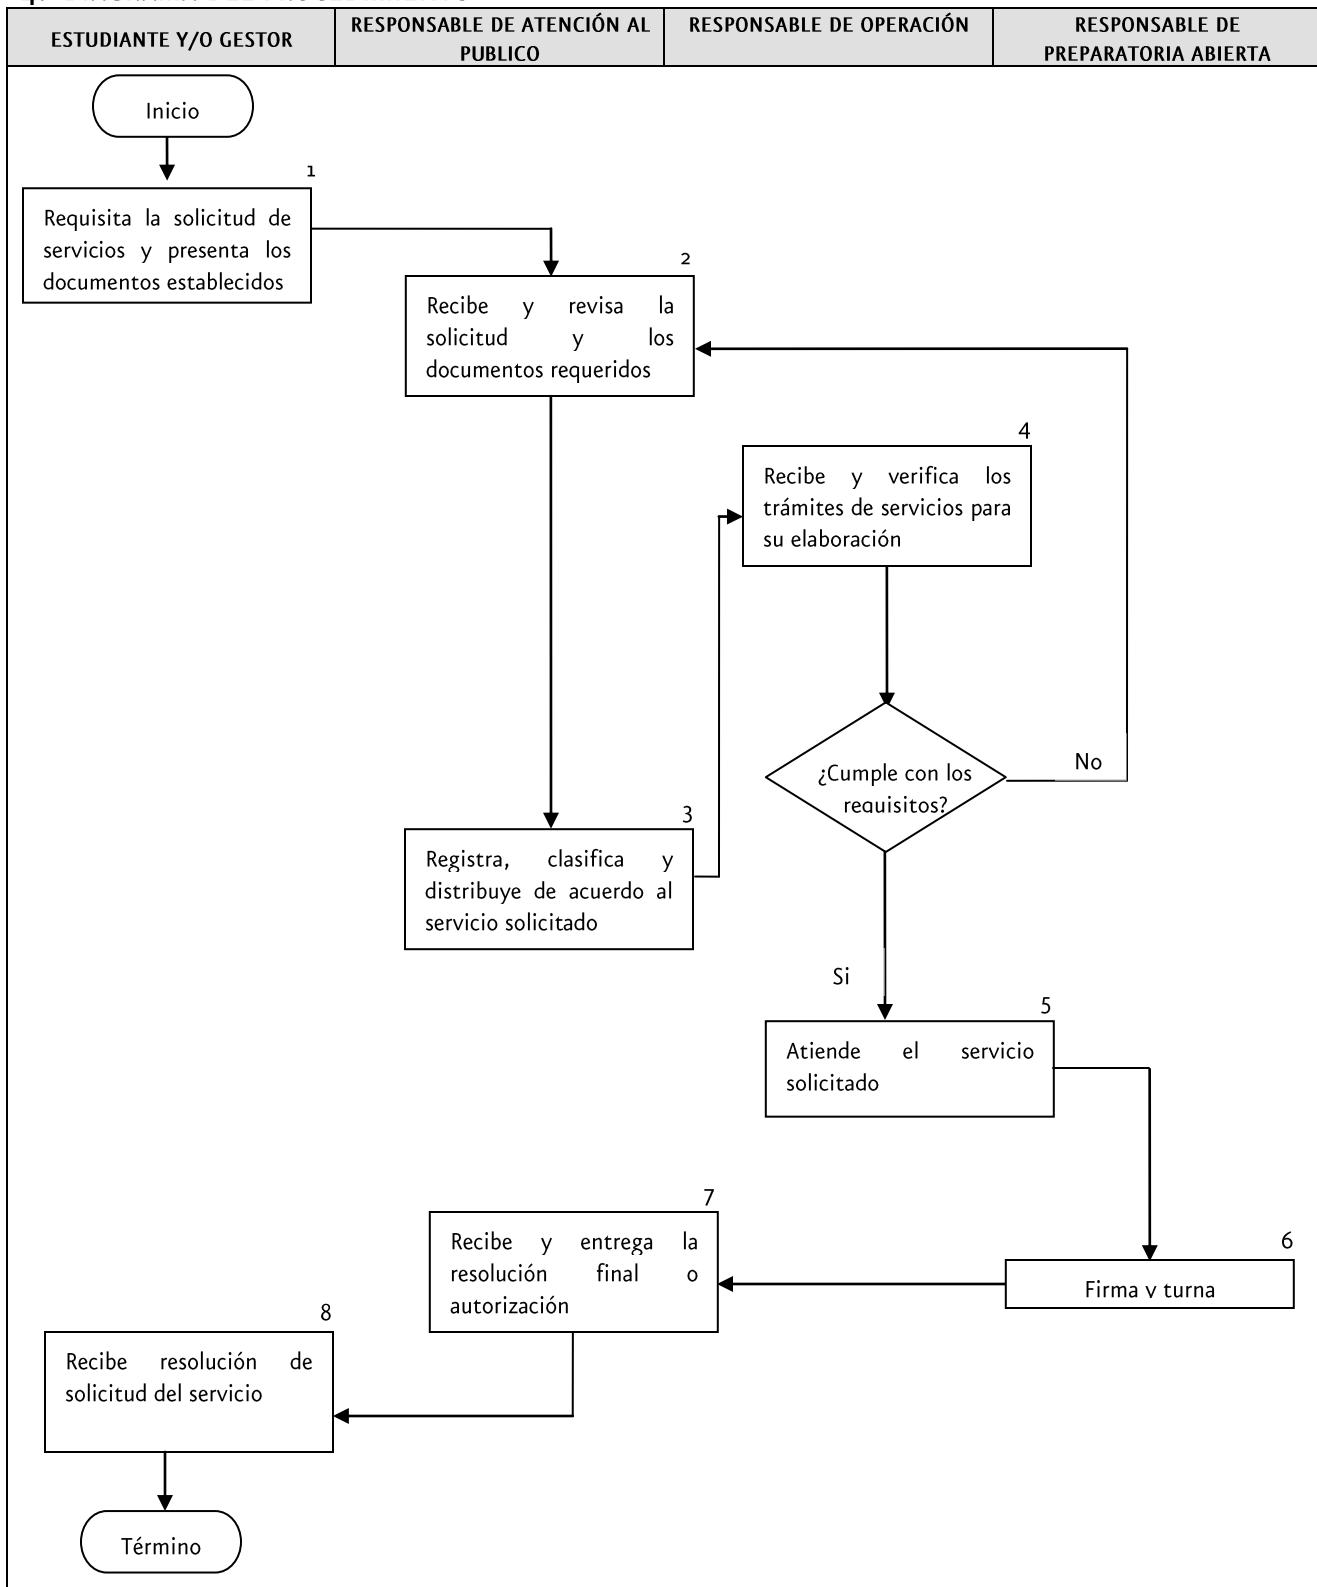 ESTUDIANTE Y/O GESTOR
RESPONSABLE DE ATENCIÓN AL
PUBLICO
RESPONSABLE DE OPERACIÓN
RESPONSABLE DE
PREPARATORIA ABIERTA
Inicio
1
Requisita la solicitud de
servicios y presenta los
documentos establecidos
2
Recibe y revisa la
solicitud y los
documentos requeridos
4
Recibe y verifica los
trámites de servicios para
su elaboración
¿Cumple con los
requisitos?
No
3
Registra, clasifica y
distribuye de acuerdo al
servicio solicitado
Si
5
Atiende el servicio
solicitado
6
Firma y turna
7
Recibe y entrega la
resolución final o
autorización
8
Recibe resolución de
solicitud del servicio
Término